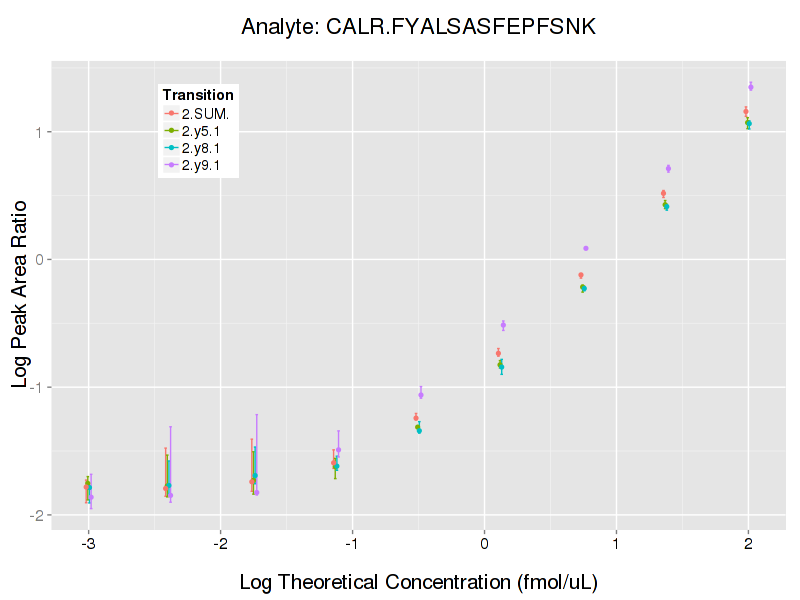 Analyte: CALR.FYALSASFEPFSNK
Transition
2.SUM.
2.y5.1
2.y8.1
2.y9.1
Log Peak Area Ratio
1
0
-1
-2
-3
-2
-1
0
1
2
Log Theoretical Concentration (fmol/uL)